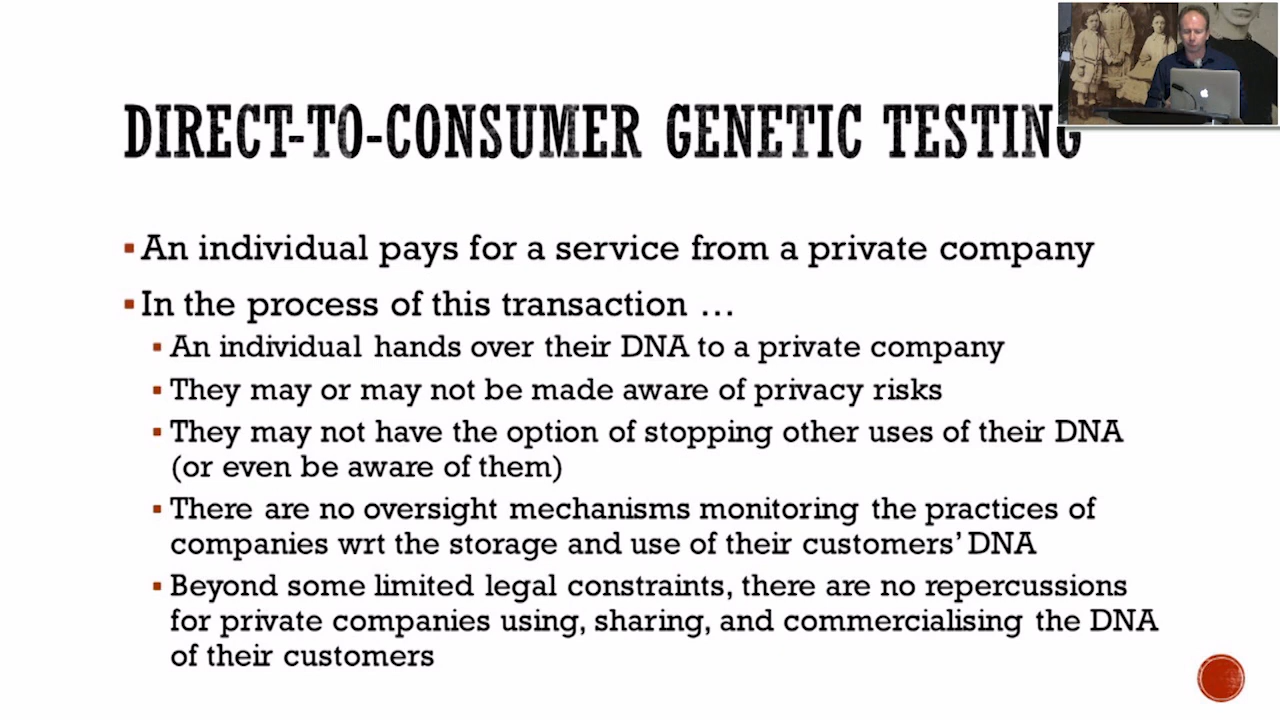 DIRECT-TO-CONSUMER GENETIC TESTING
▪ An individual pays for a service from a private company
▪ In the process of this transaction …
▪ An individual hands over their DNA to a private company
▪ They may or may not be made aware of privacy risks
▪ They may not have the option of stopping other uses of their DNA
(or even be aware of them)
▪ There are no oversight mechanisms monitoring the practices of
companies wrt the storage and use of their customers’ DNA
▪ Beyond some limited legal constraints, there are no repercussions
for private companies using, sharing, and commercialising the DNA
of their customers